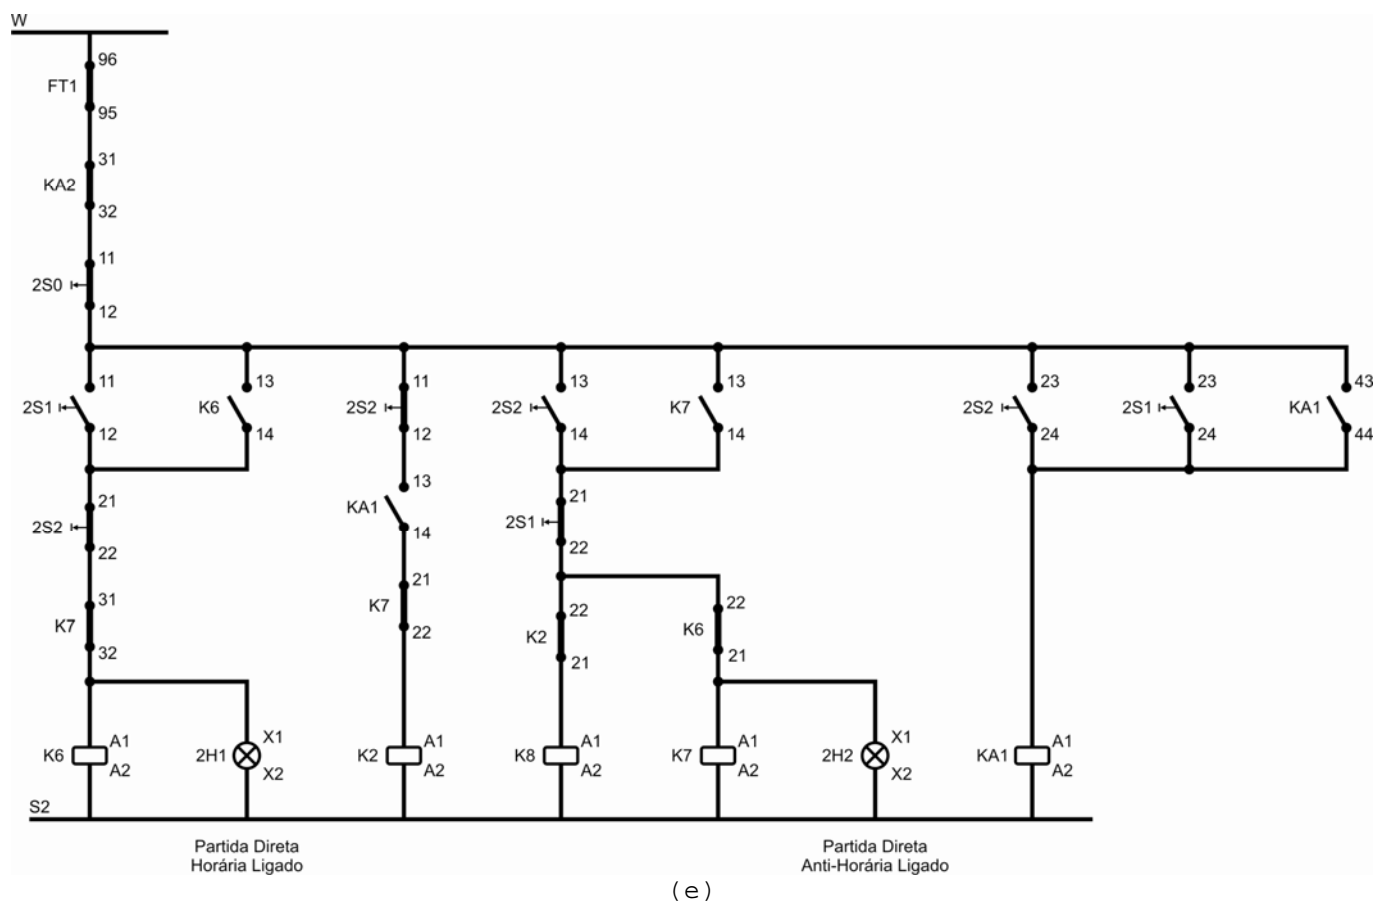 W
96
FT1
95
31
KA2
32
11
2S0
12
11 13 11 13 13 23 23 43
2S1 K6 2S2 2S2 K7 2S2 2S1 KA1
12 14 12 14 14 24 24 44
21 13 21
2S2 KA1 2S1
22 14 22
31 21 22 22
K7 K7 K2 K6
32 22 21 21
A1 X1 A1 A1 A1 X1 A1
K6 2H1 K2 K8 K7 2H2 KA1
A2 X2 A2 A2 A2 X2 A2
S2
Partida Direta
Horária Ligado
Partida Direta
Anti-Horária Ligado
(e)